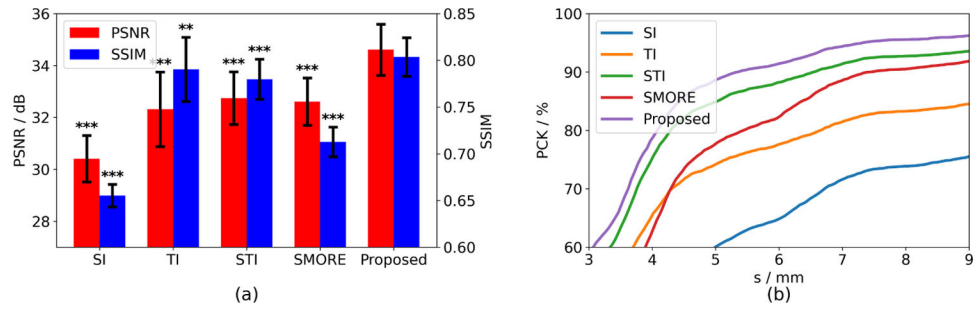 36
34
32
30
28
PSNR / dB
PSNR
SSIM
***
***
***
**
***
***
***
***
0.85
0.80
0.75
0.70
0.65
0.60
SSIM
SI
TI
STI
SMORE
Proposed
(a)
100
90
80
70
60
PCK / %
SI
TI
STI
SMORE
Proposed
3
4
5
6
7
8
9
s / mm
(b)